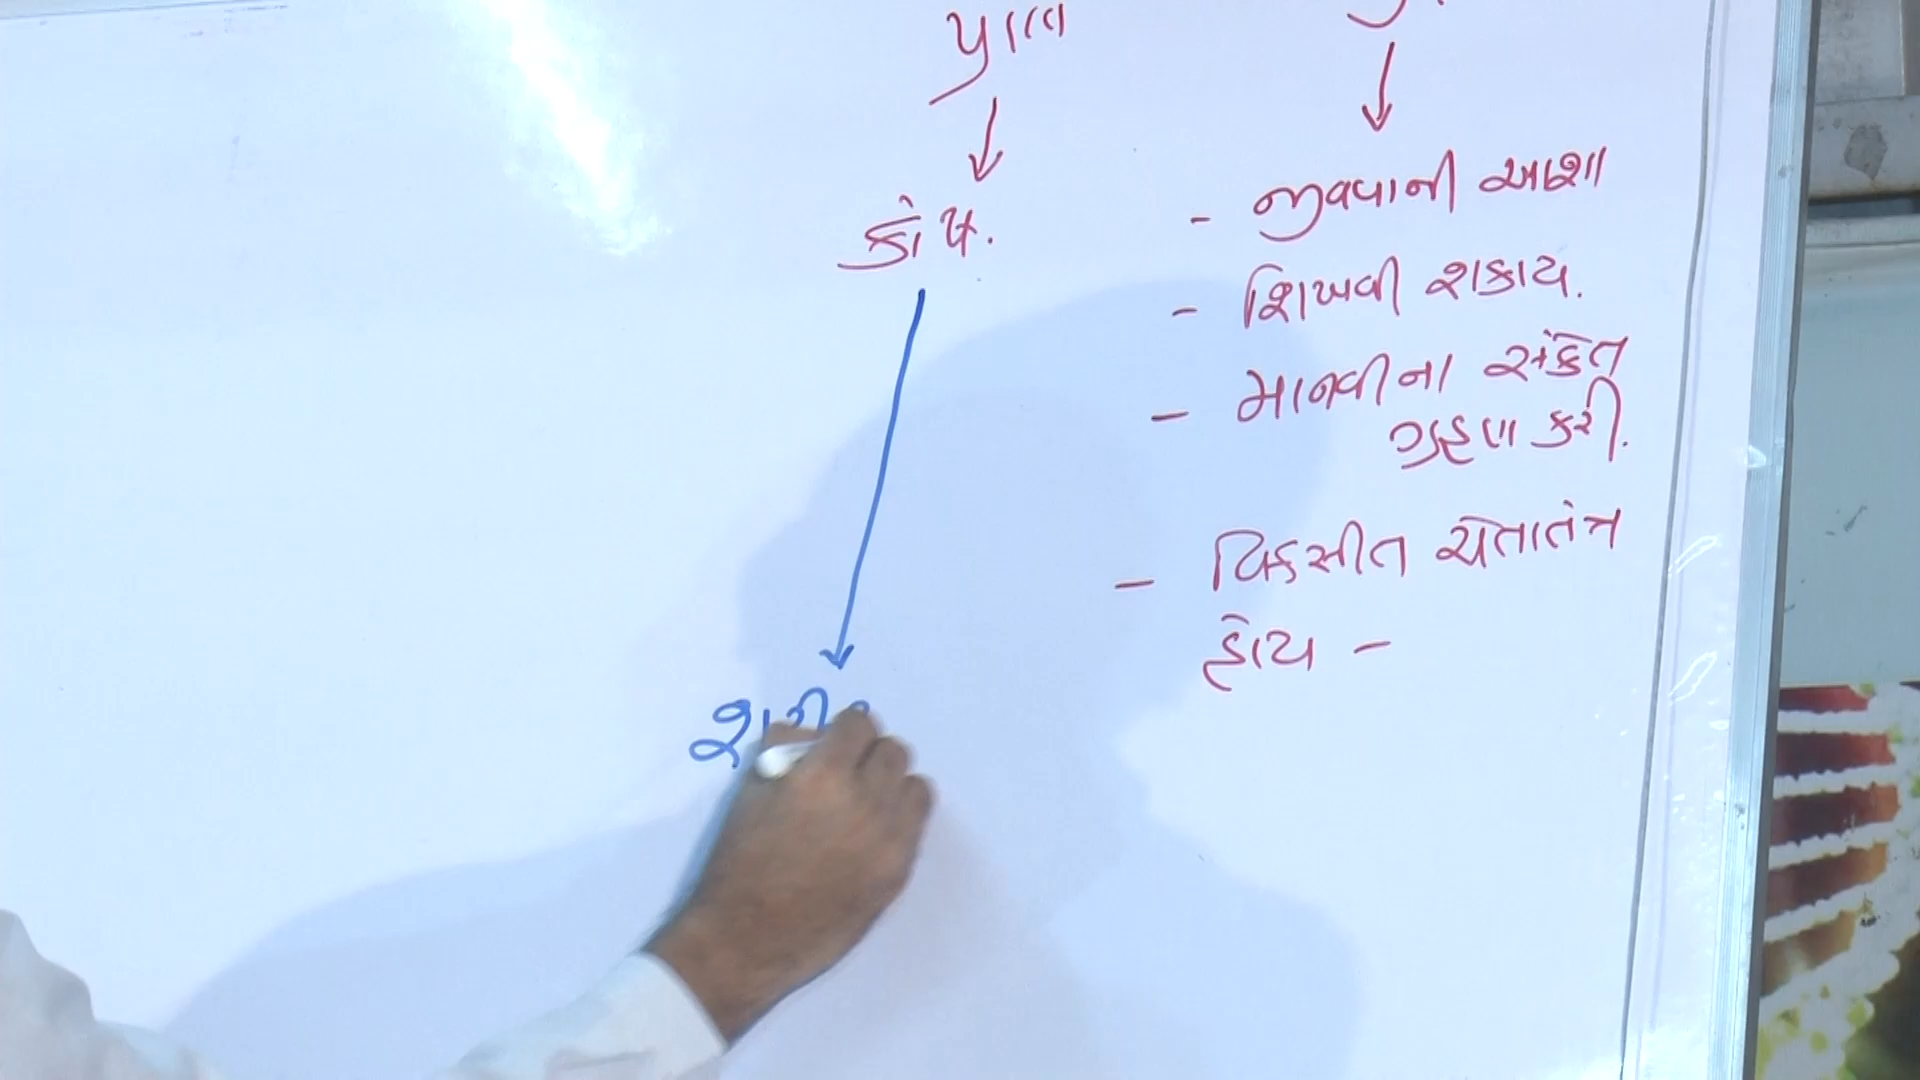 કોષ.
- જીવવાની આશા
- શિખવી શકાય.
- માનવીના સંકેત
ગ્રહણ કરી.
- વિકસીત ચેતાતંત્ર
હોય -